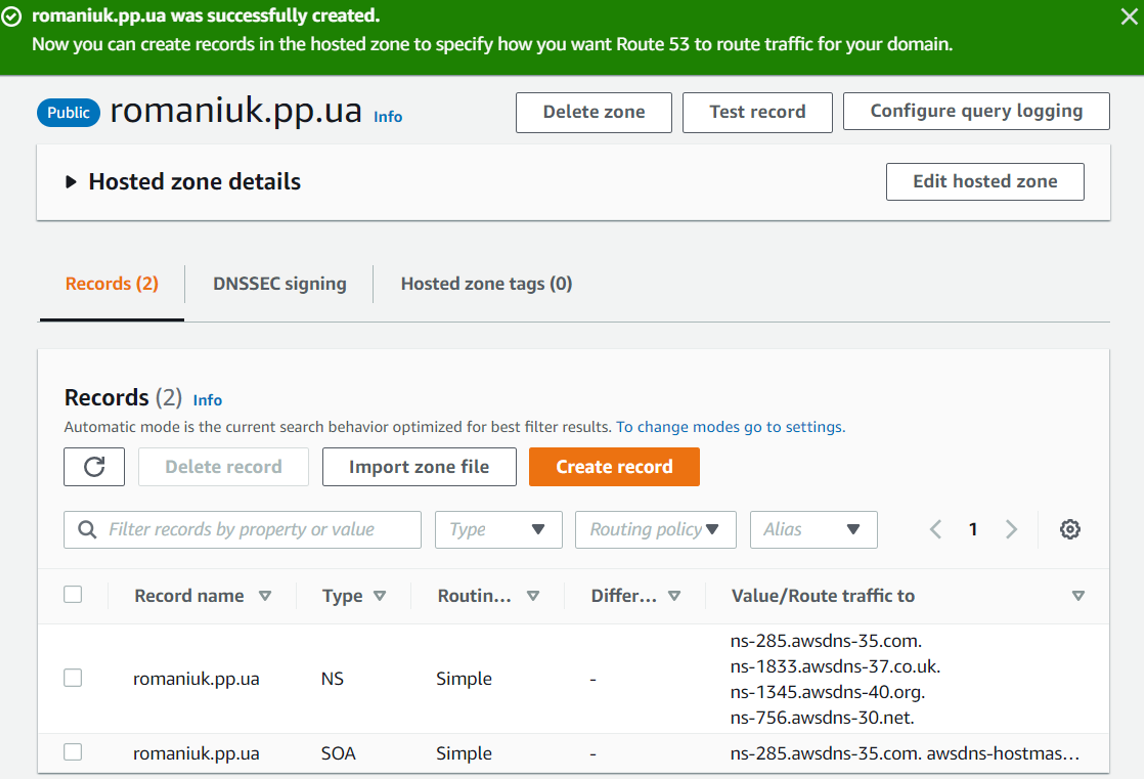 romaniuk.pp.ua was successfully created.
Now you can create records in the hosted zone to specify how you want Route 53 to route traffic for your domain.
Public romaniuk.pp.ua Info Delete zone Test record Configure query logging
Hosted zone details Edit hosted zone
Records (2) DNSSEC signing Hosted zone tags (0)
Records (2) Info
Automatic mode is the current search behavior optimized for best filter results. To change modes go to settings.
Delete record Import zone file Create record
Filter records by property or value Type Routing policy Alias 1
Record name Type Routin... Differ... Value/Route traffic to
romaniuk.pp.ua NS Simple - ns-285.awsdns-35.com.
ns-1833.awsdns-37.co.uk.
ns-1345.awsdns-40.org.
ns-756.awsdns-30.net.
romaniuk.pp.ua SOA Simple - ns-285.awsdns-35.com. awsdns-hostmas...